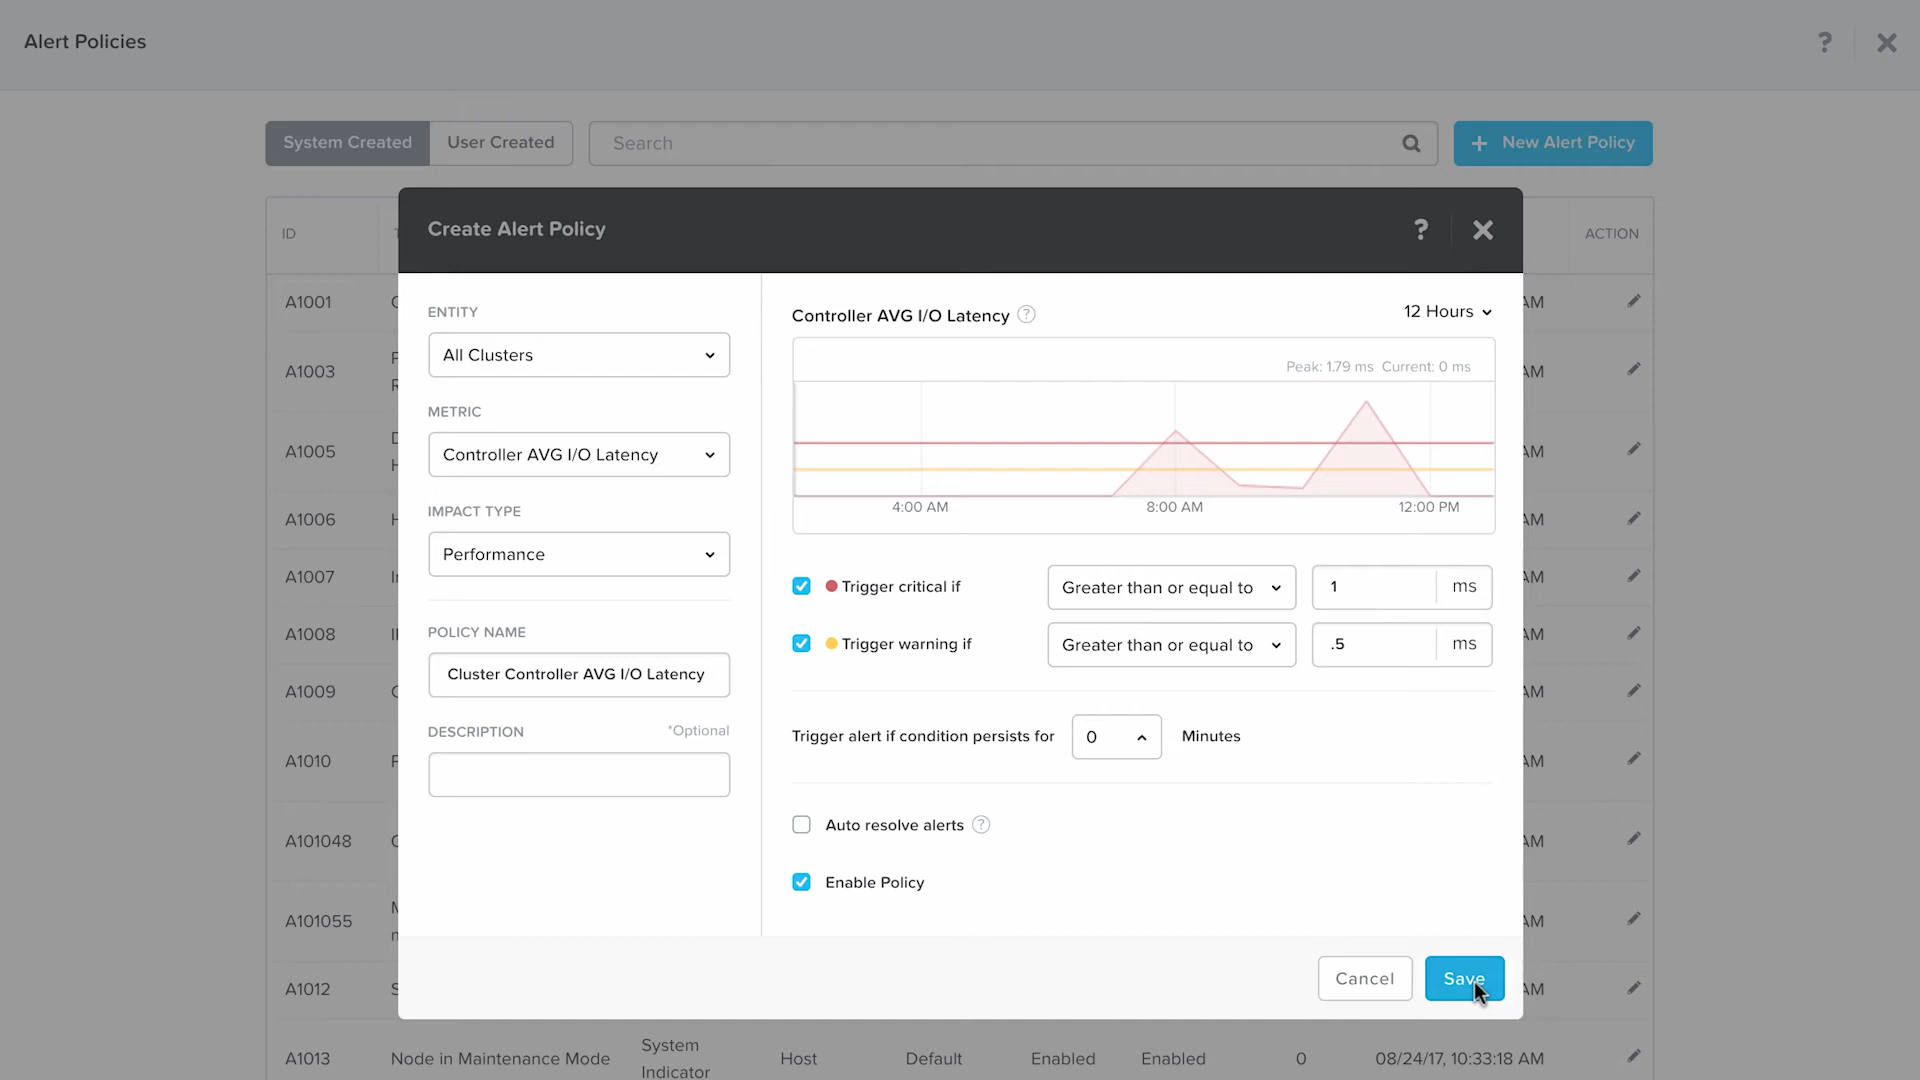 Alert Policies
?
System Created
User Created
Search
+ New Alert Policy
ID
ACTION
Create Alert Policy
?
ENTITY
All Clusters
METRIC
Controller AVG I/O Latency
IMPACT TYPE
Performance
POLICY NAME
Cluster Controller AVG I/O Latency
DESCRIPTION
*Optional
Controller AVG I/O Latency ?
12 Hours
Peak: 1.79 ms Current: 0 ms
4:00 AM
8:00 AM
12:00 PM
Trigger critical if
Greater than or equal to
1
ms
Trigger warning if
Greater than or equal to
.5
ms
Trigger alert if condition persists for
0
Minutes
Auto resolve alerts ?
Enable Policy
Cancel
Save
A1001
AM
A1003
AM
A1005
AM
A1006
AM
A1007
AM
A1008
AM
A1009
AM
A1010
AM
A101048
AM
A101055
AM
A1012
AM
A1013
Node in Maintenance Mode
System
Indicator
Host
Default
Enabled
Enabled
0
08/24/17, 10:33:18 AM